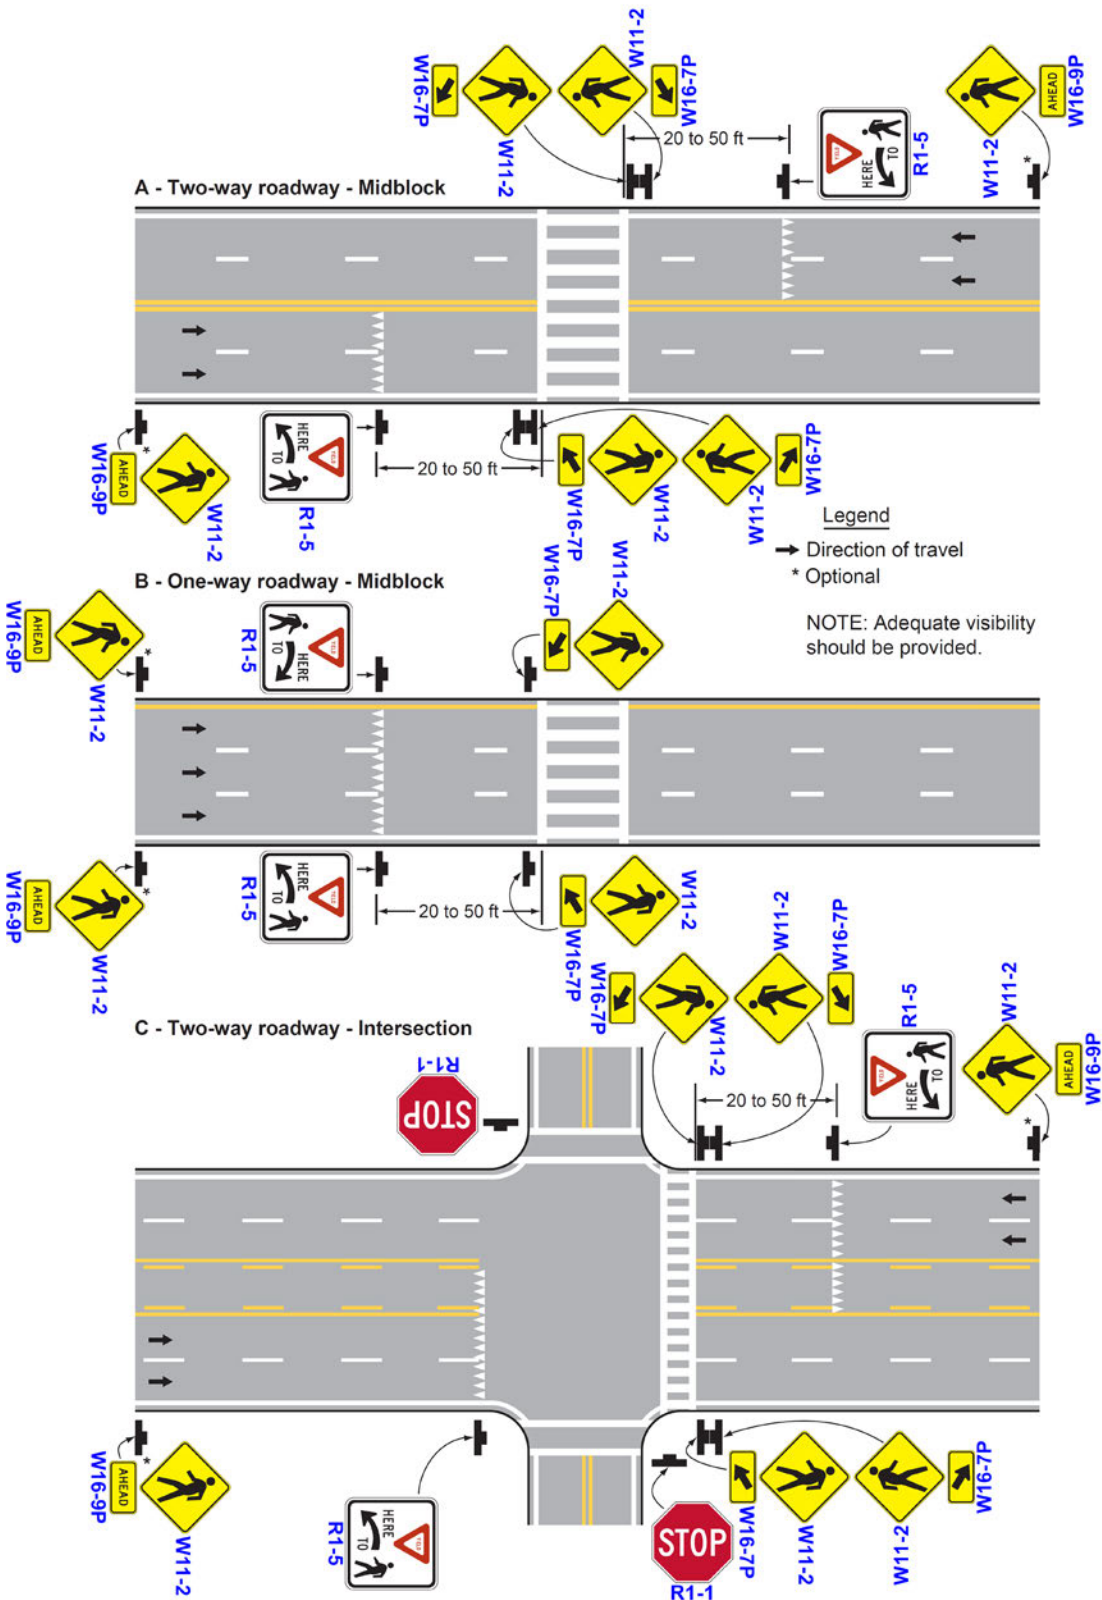 W11-2
W16-7P
W16-7P
W11-2
20 to 50 ft
YIELD
HERE
TO
R1-5
W11-2
AHEAD
W16-9P
A - Two-way roadway - Midblock
AHEAD
W16-9P
W11-2
HERE
TO
YIELD
R1-5
20 to 50 ft
W16-7P
W11-2
W11-2
W16-7P
Legend
Direction of travel
* Optional
NOTE: Adequate visibility
should be provided.
B - One-way roadway - Midblock
W16-9P
AHEAD
W11-2
R1-5
TO
HERE
YIELD
W16-7P
W11-2
W16-9P
AHEAD
W11-2
R1-5
HERE
TO
YIELD
20 to 50 ft
W16-7P
W11-2
C - Two-way roadway - Intersection
R1-1
STOP
W16-7P
W11-2
W11-2
W16-7P
20 to 50 ft
R1-5
YIELD
HERE
TO
W11-2
AHEAD
W16-9P
W16-9P
AHEAD
W11-2
R1-5
HERE
TO
YIELD
STOP
R1-1
W16-7P
W11-2
W11-2
W16-7P
*
*
*
*
*
*